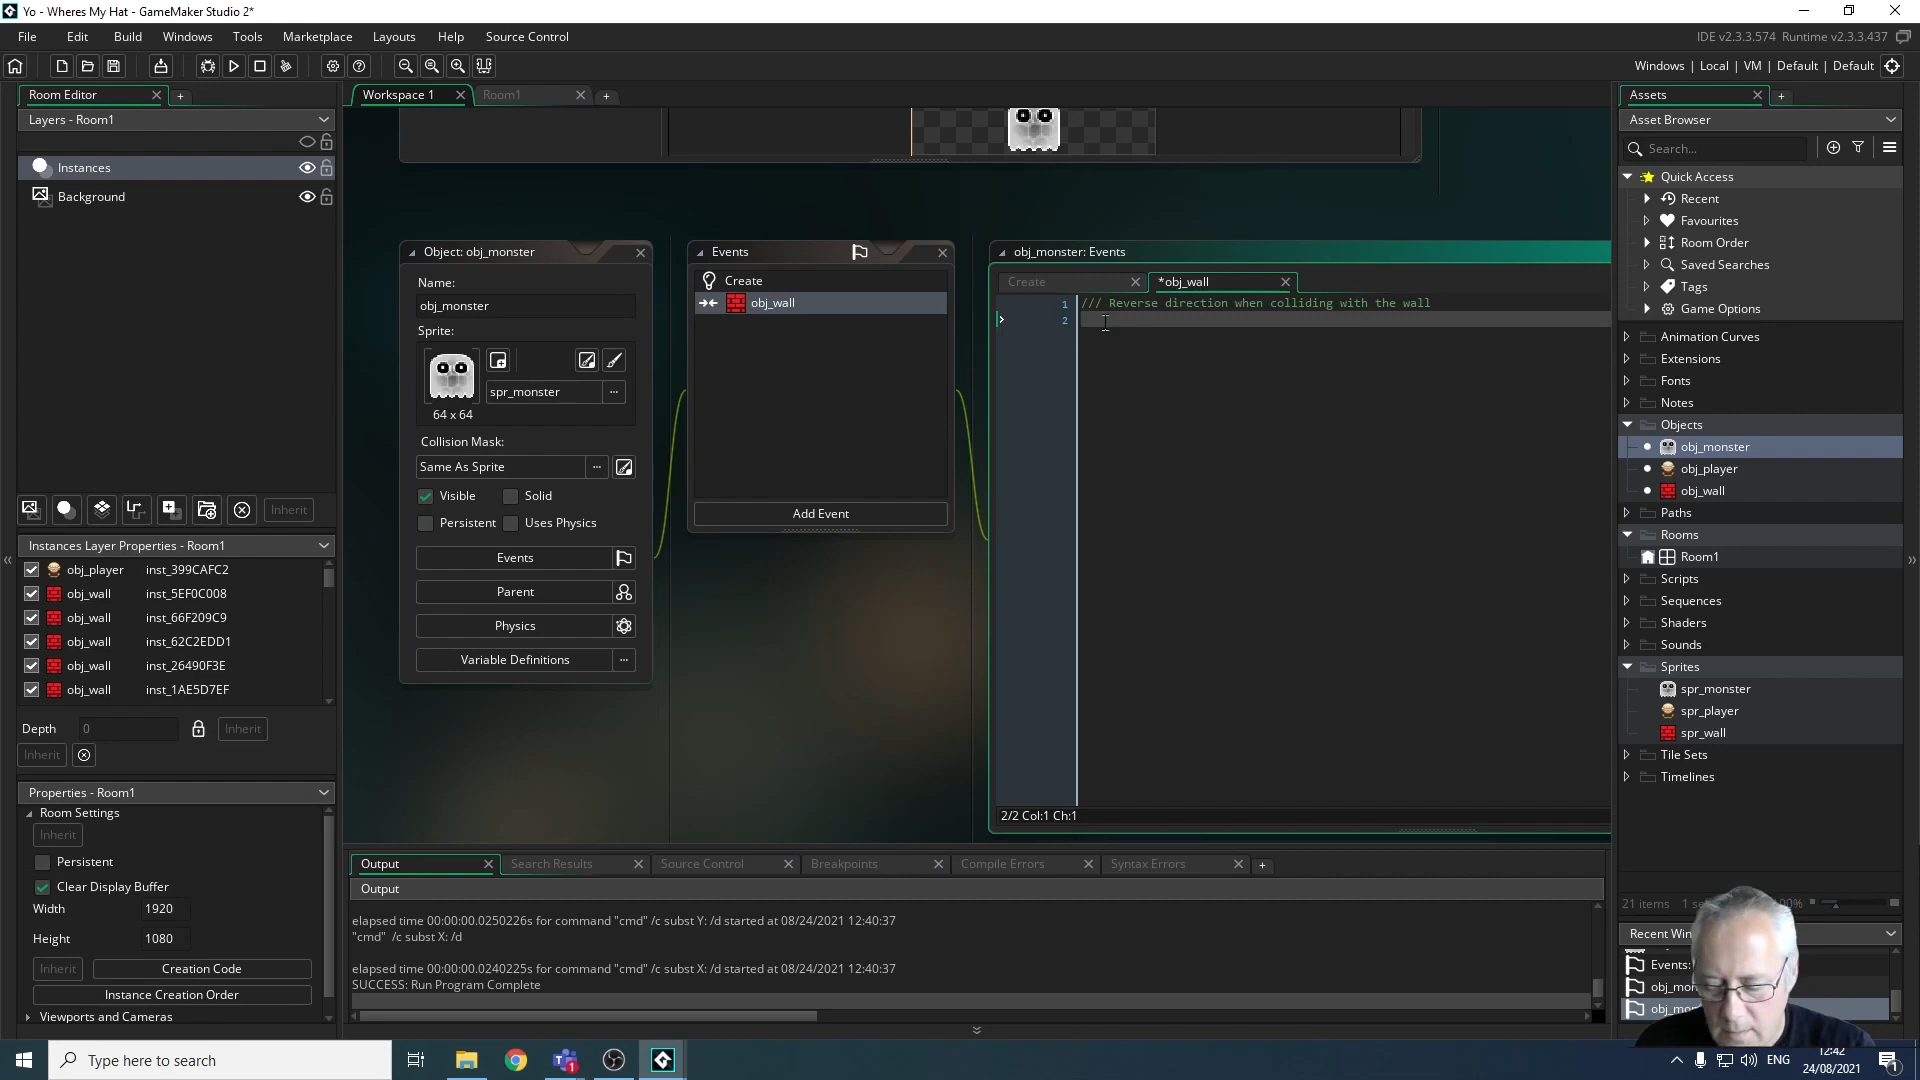 Yo - Wheres My Hat - GameMaker Studio 2*
File Edit Build Windows Tools Marketplace Layouts Help Source Control
IDE v2.3.3.574 Runtime v2.3.3.437
Windows | Local | VM | Default | Default
Room Editor
Layers - Room1
Instances
Background
Inherit
Instances Layer Properties - Room1
obj_player inst_399CAFC2
obj_wall inst_5EF0C008
obj_wall inst_66F209C9
obj_wall inst_62C2EDD1
obj_wall inst_26490F3E
obj_wall inst_1AE5D7EF
Depth 0 Inherit
Inherit
Properties - Room1
Room Settings
Inherit
Persistent
Clear Display Buffer
Width 1920
Height 1080
Inherit Creation Code
Instance Creation Order
Viewports and Cameras
Workspace 1 Room1
Object: obj_monster
Name:
obj_monster
Sprite:
spr_monster
64 x 64
Collision Mask:
Same As Sprite
Visible Solid
Persistent Uses Physics
Events
Parent
Physics
Variable Definitions
Events
Create
obj_wall
Add Event
obj_monster: Events
Create *obj_wall
1 /// Reverse direction when colliding with the wall
2
2/2 Col:1 Ch:1
Output Search Results Source Control Breakpoints Compile Errors Syntax Errors
Output
elapsed time 00:00:00.0250226s for command "cmd" /c subst Y: /d started at 08/24/2021 12:40:37
"cmd" /c subst X: /d
elapsed time 00:00:00.0240225s for command "cmd" /c subst X: /d started at 08/24/2021 12:40:37
SUCCESS: Run Program Complete
Assets
Asset Browser
Search...
Quick Access
Recent
Favourites
Room Order
Saved Searches
Tags
Game Options
Animation Curves
Extensions
Fonts
Notes
Objects
obj_monster
obj_player
obj_wall
Paths
Rooms
Room1
Scripts
Sequences
Shaders
Sounds
Sprites
spr_monster
spr_player
spr_wall
Tile Sets
Timelines
21 items
Recent
Events:
Type here to search
ENG
12:42
24/08/2021
1